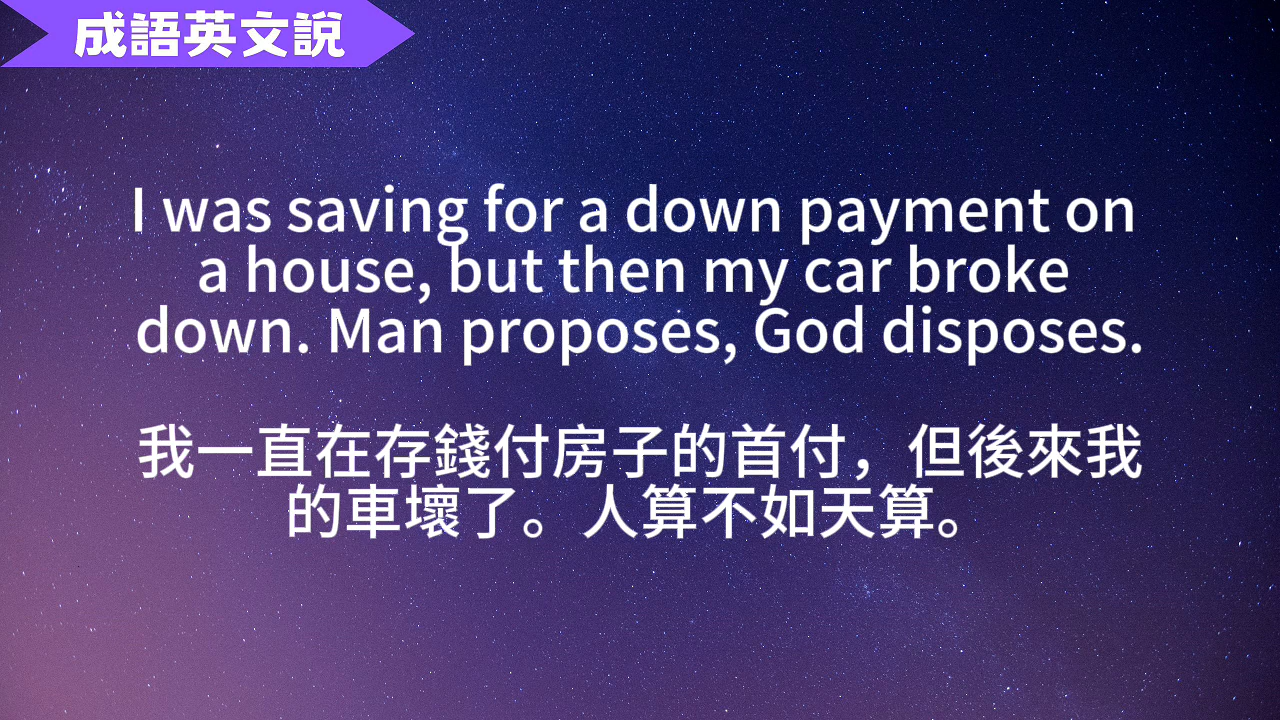 成語英文說
I was saving for a down payment on
a house, but then my car broke
down. Man proposes, God disposes.
我一直在存錢付房子的首付，但後來我
的車壞了。人算不如天算。